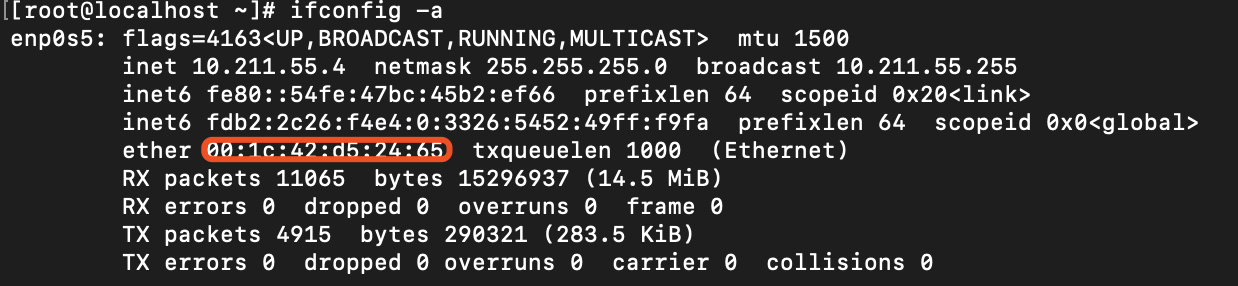 [[root@localhost ~]# ifconfig -a
enp0s5: flags=4163<UP,BROADCAST,RUNNING,MULTICAST>  mtu 1500
inet 10.211.55.4  netmask 255.255.255.0  broadcast 10.211.55.255
inet6 fe80::54fe:47bc:45b2:ef66  prefixlen 64  scopeid 0x20<link>
inet6 fdb2:2c26:f4e4:0:3326:5452:49ff:f9fa  prefixlen 64  scopeid 0x0<global>
ether 00:1c:42:d5:24:65  txqueuelen 1000  (Ethernet)
RX packets 11065  bytes 15296937 (14.5 MiB)
RX errors 0  dropped 0  overruns 0  frame 0
TX packets 4915  bytes 290321 (283.5 KiB)
TX errors 0  dropped 0 overruns 0  carrier 0  collisions 0